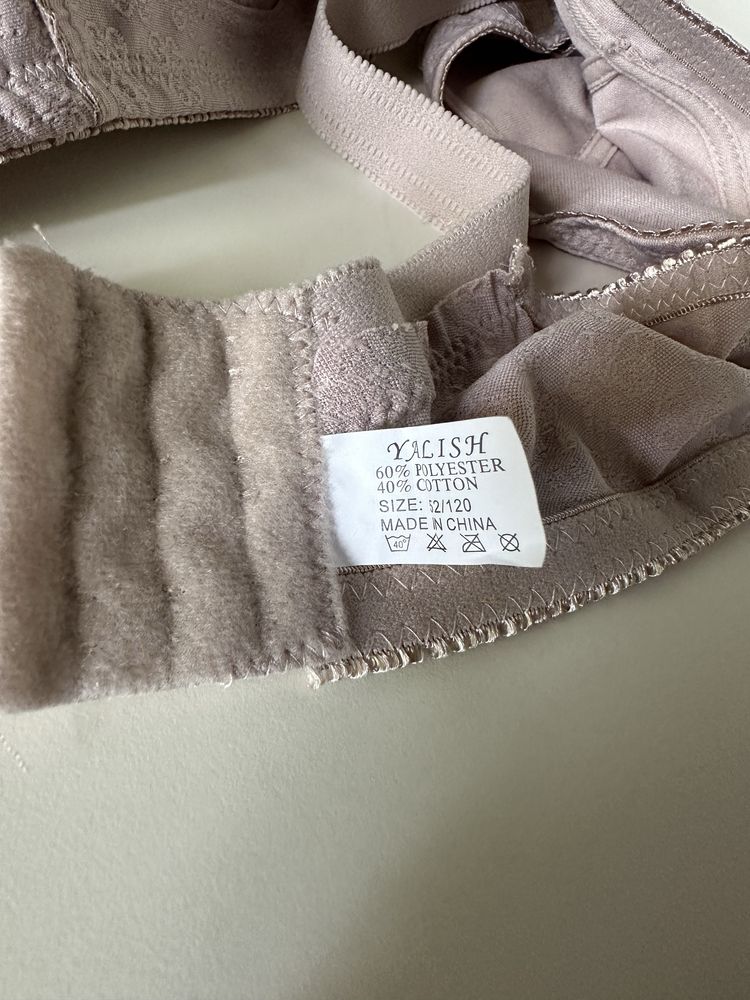 YALISH
60% POLYESTER
40% COTTON
SIZE: 52/120
MADE IN CHINA
40°